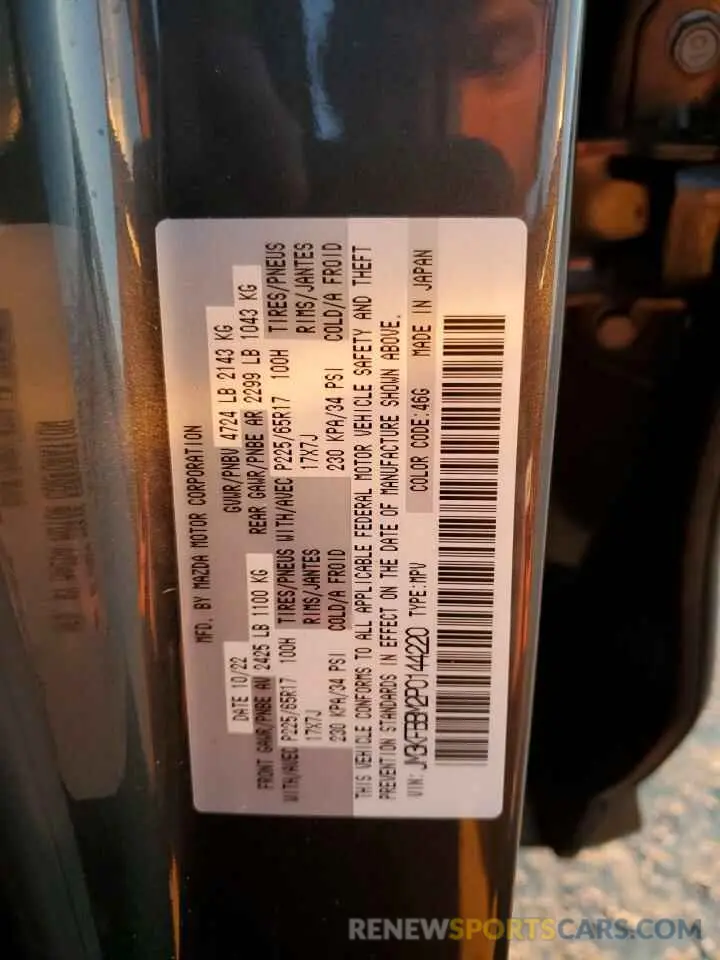 MFD. BY MAZDA MOTOR CORPORATION
DATE 10/22 GVWR/PNBV 4724 LB 2143 KG
FRONT GAWR/PNBE AV 2425 LB 1100 KG REAR GAWR/PNBE AR 2299 LB 1043 KG
WITH/AVEC P225/65R17 100H TIRES/PNEUS WITH/AVEC P225/65R17 100H TIRES/PNEUS
17X7J RIMS/JANTES 17X7J RIMS/JANTES
230 KPA/34 PSI COLD/A FROID 230 KPA/34 PSI COLD/A FROID
THIS VEHICLE CONFORMS TO ALL APPLICABLE FEDERAL MOTOR VEHICLE SAFETY AND THEFT
PREVENTION STANDARDS IN EFFECT ON THE DATE OF MANUFACTURE SHOWN ABOVE.
VIN: JM3KFBBM2P0144220 TYPE:MPV COLOR CODE:46G MADE IN JAPAN
RENEWSPORTSCARS.COM